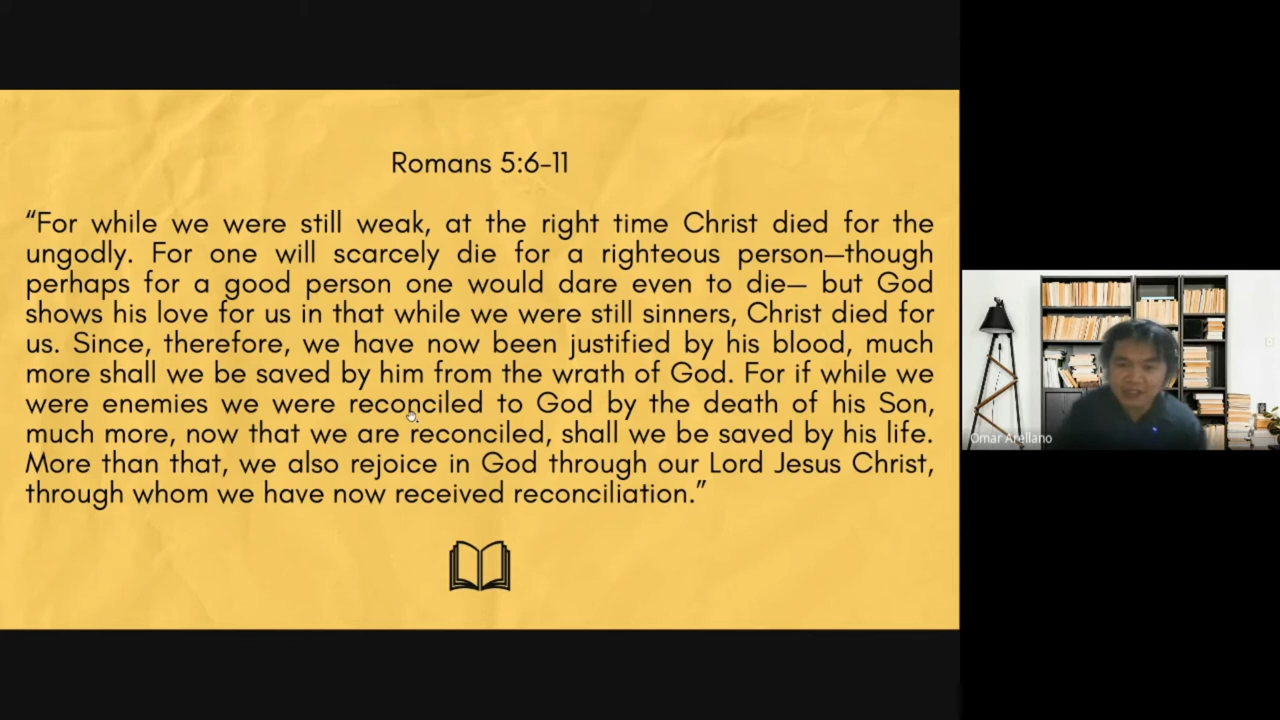 Romans 5:6-11
“For while we were still weak, at the right time Christ died for the
ungodly. For one will scarcely die for a righteous person—though
perhaps for a good person one would dare even to die— but God
shows his love for us in that while we were still sinners, Christ died for
us. Since, therefore, we have now been justified by his blood, much
more shall we be saved by him from the wrath of God. For if while we
were enemies we were reconciled to God by the death of his Son,
much more, now that we are reconciled, shall we be saved by his life.
More than that, we also rejoice in God through our Lord Jesus Christ,
through whom we have now received reconciliation.”
Omar Arellano